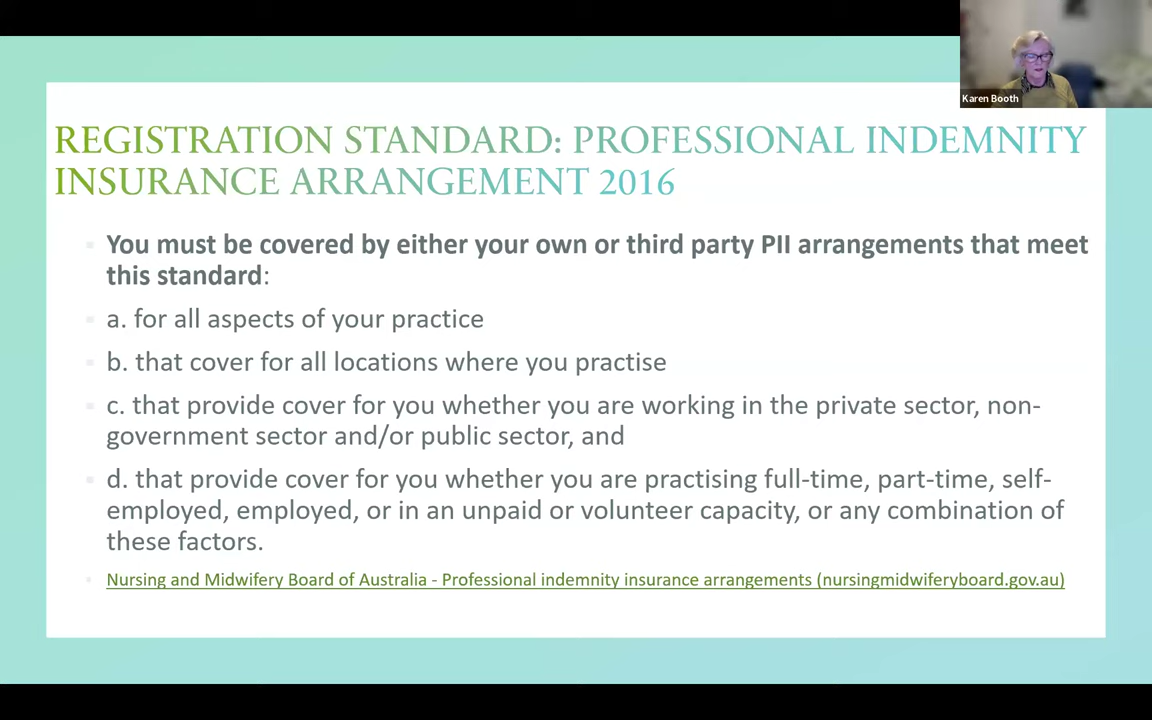 Karen Booth
REGISTRATION STANDARD: PROFESSIONAL INDEMNITY
INSURANCE ARRANGEMENT 2016
You must be covered by either your own or third party PII arrangements that meet
this standard:
a. for all aspects of your practice
b. that cover for all locations where you practise
c. that provide cover for you whether you are working in the private sector, non-
government sector and/or public sector, and
d. that provide cover for you whether you are practising full-time, part-time, self-
employed, employed, or in an unpaid or volunteer capacity, or any combination of
these factors.
Nursing and Midwifery Board of Australia - Professional indemnity insurance arrangements (nursingmidwiferyboard.gov.au)